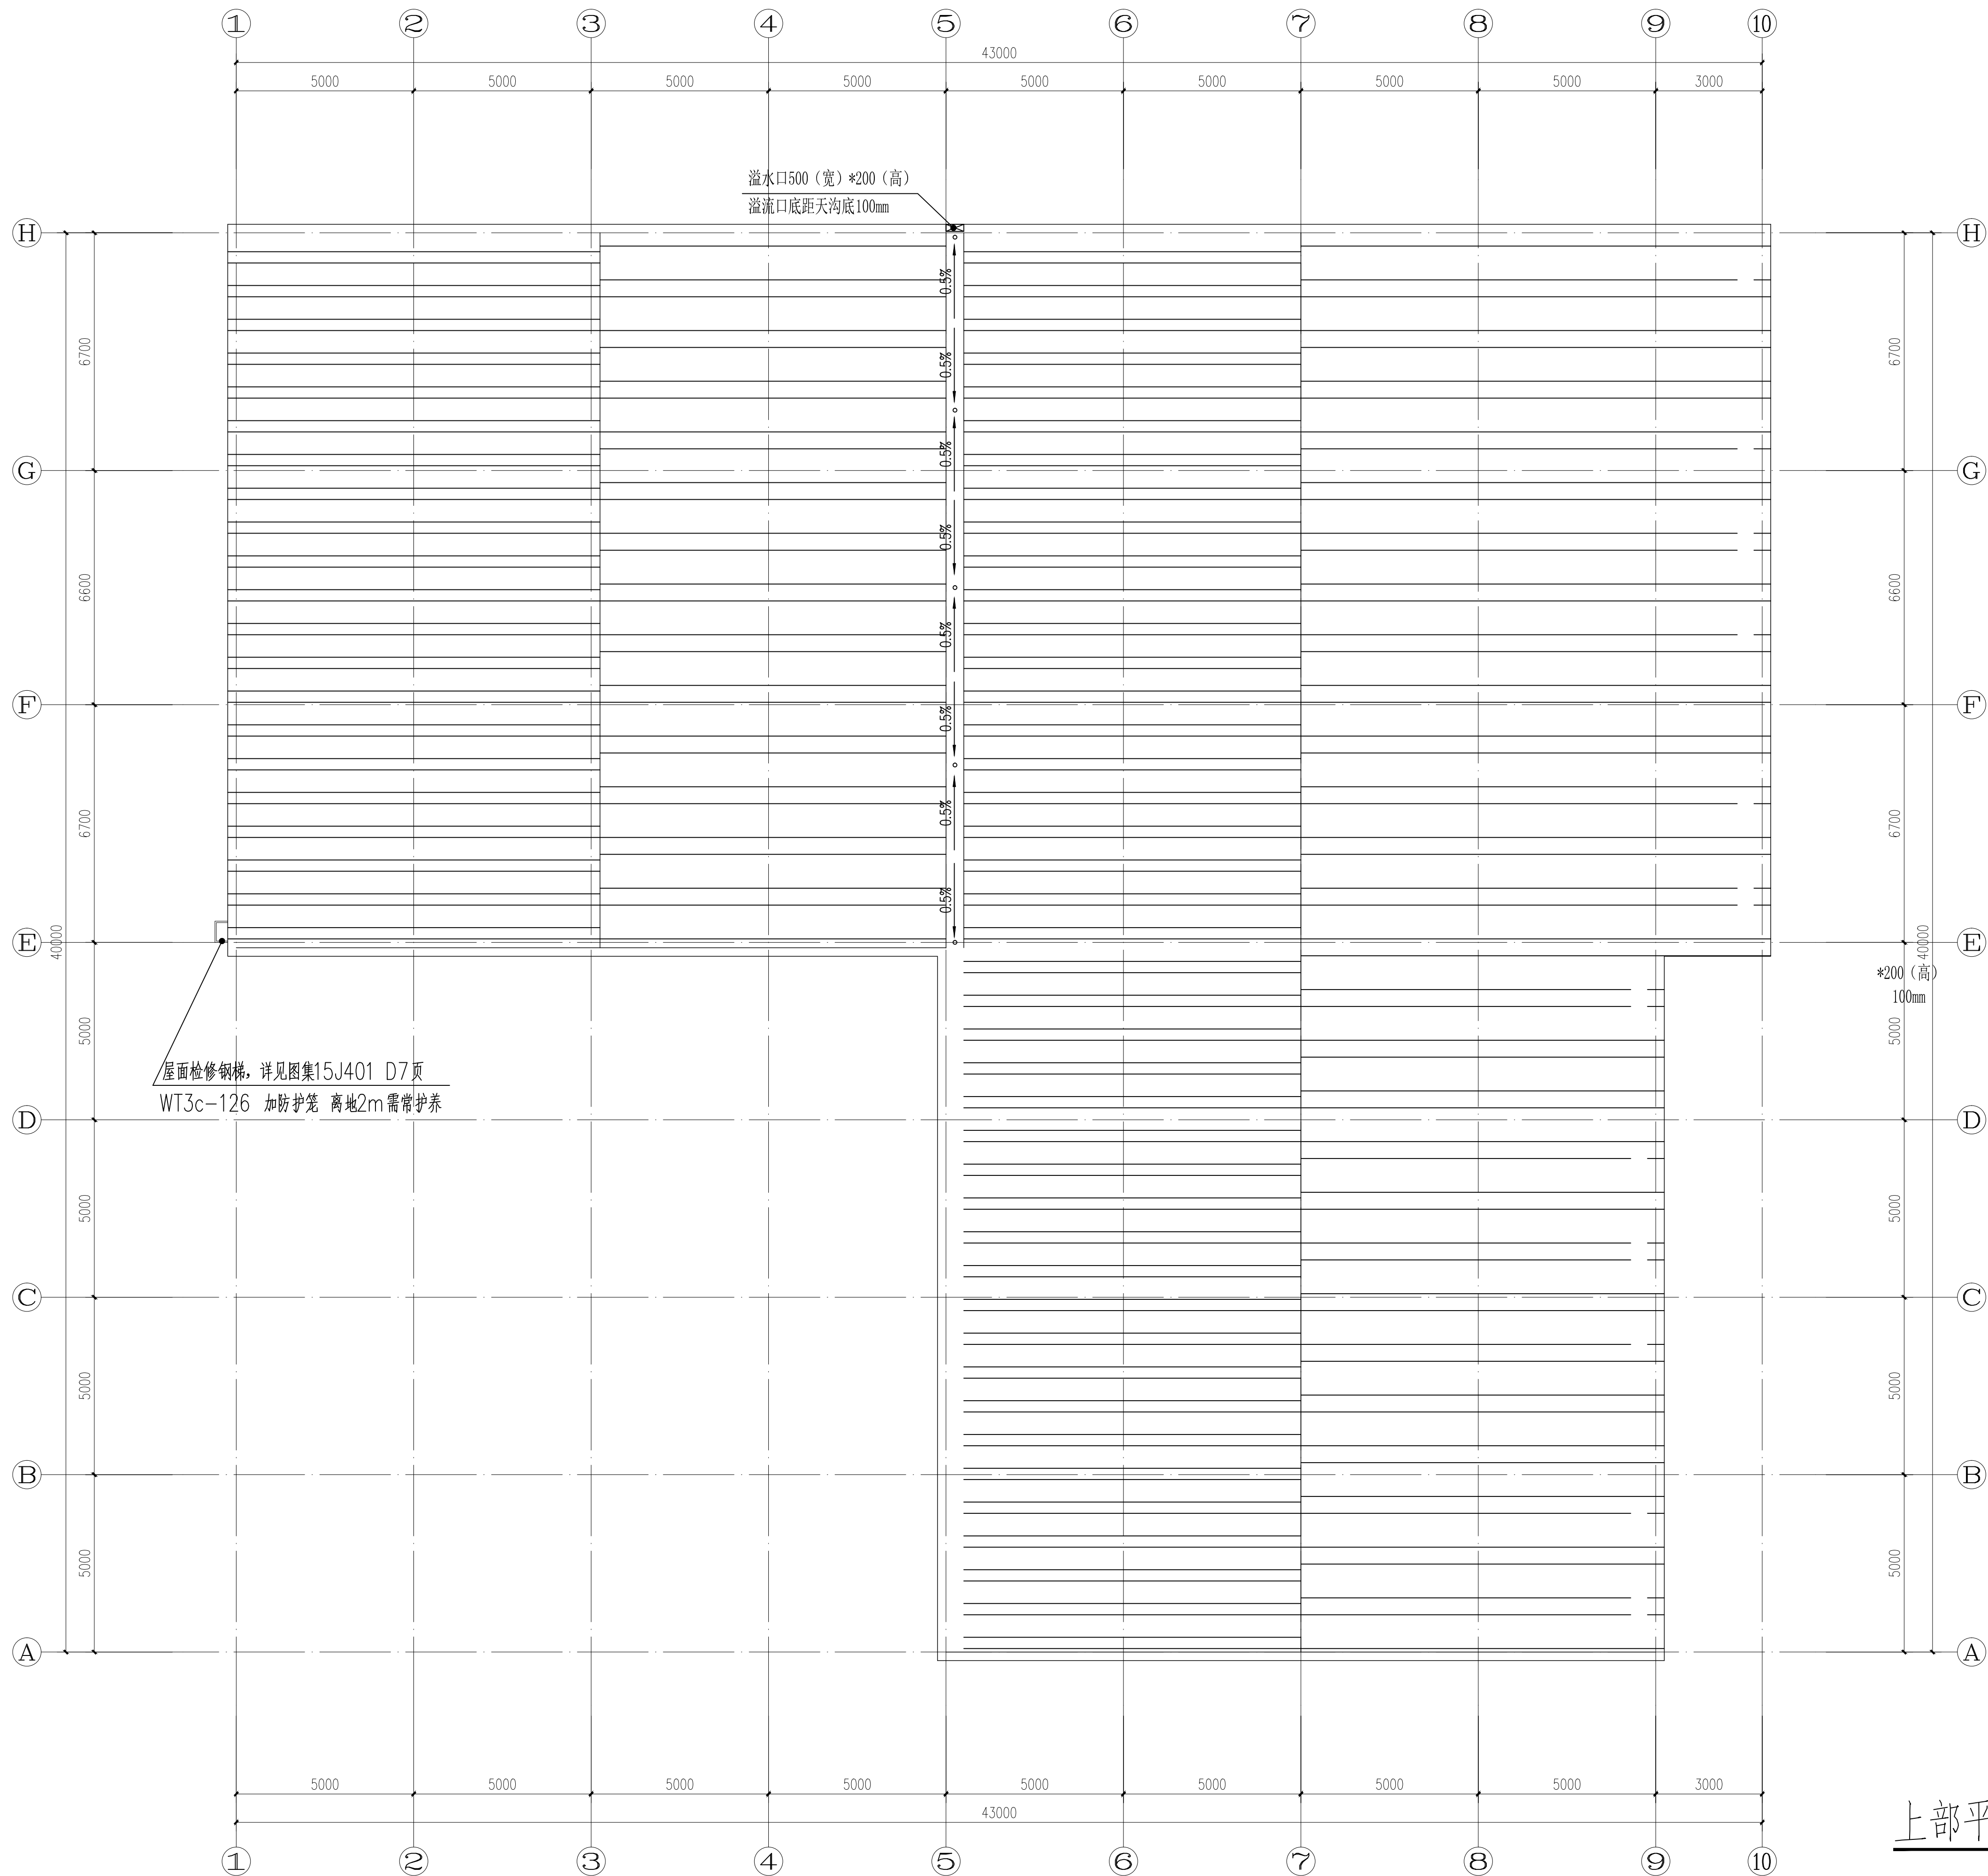 1 2 3 4 5 6 7 8 9 10
43000
5000 5000 5000 5000 5000 5000 5000 5000 3000
溢水口500（宽）*200（高）
溢流口底距天沟底100mm
H H
0.5%
6700 6700
0.5%
0.5%
G G
0.5%
6600 6600
0.5%
F F
0.5%
6700 6700
0.5%
0.5%
E E
40000 40000
*200（高）
100mm
5000 5000
屋面检修钢梯，详见图集15J401 D7页
WT3c-126 加防护笼 离地2m需常护养
D D
5000 5000
C C
5000 5000
B B
5000 5000
A A
5000 5000 5000 5000 5000 5000 5000 5000 3000
43000
上部平
1 2 3 4 5 6 7 8 9 10